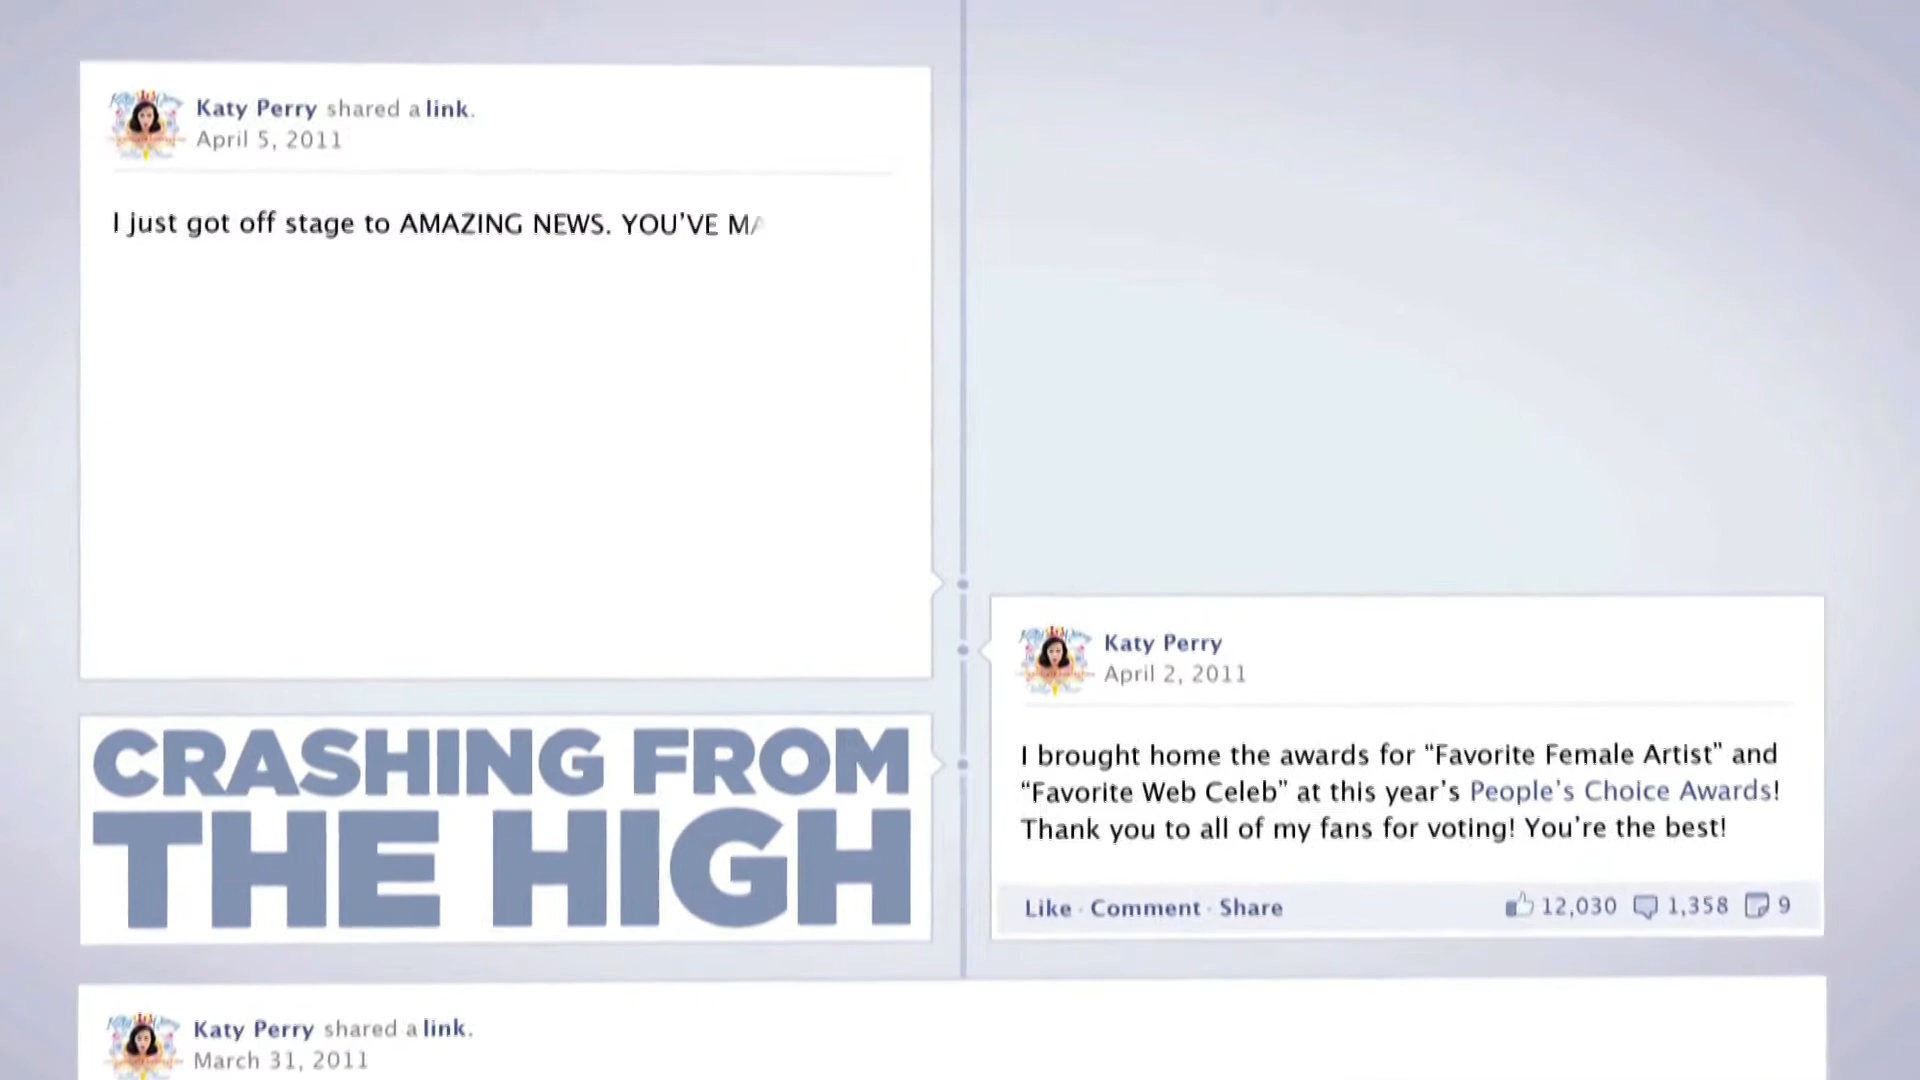 Katy Perry shared a link.
April 5, 2011
I just got off stage to AMAZING NEWS. YOU'VE MA
CRASHING FROM
THE HIGH
Katy Perry
April 2, 2011
I brought home the awards for “Favorite Female Artist” and
“Favorite Web Celeb” at this year's People's Choice Awards!
Thank you to all of my fans for voting! You're the best!
Like · Comment · Share 12,030 1,358 9
Katy Perry shared a link.
March 31, 2011